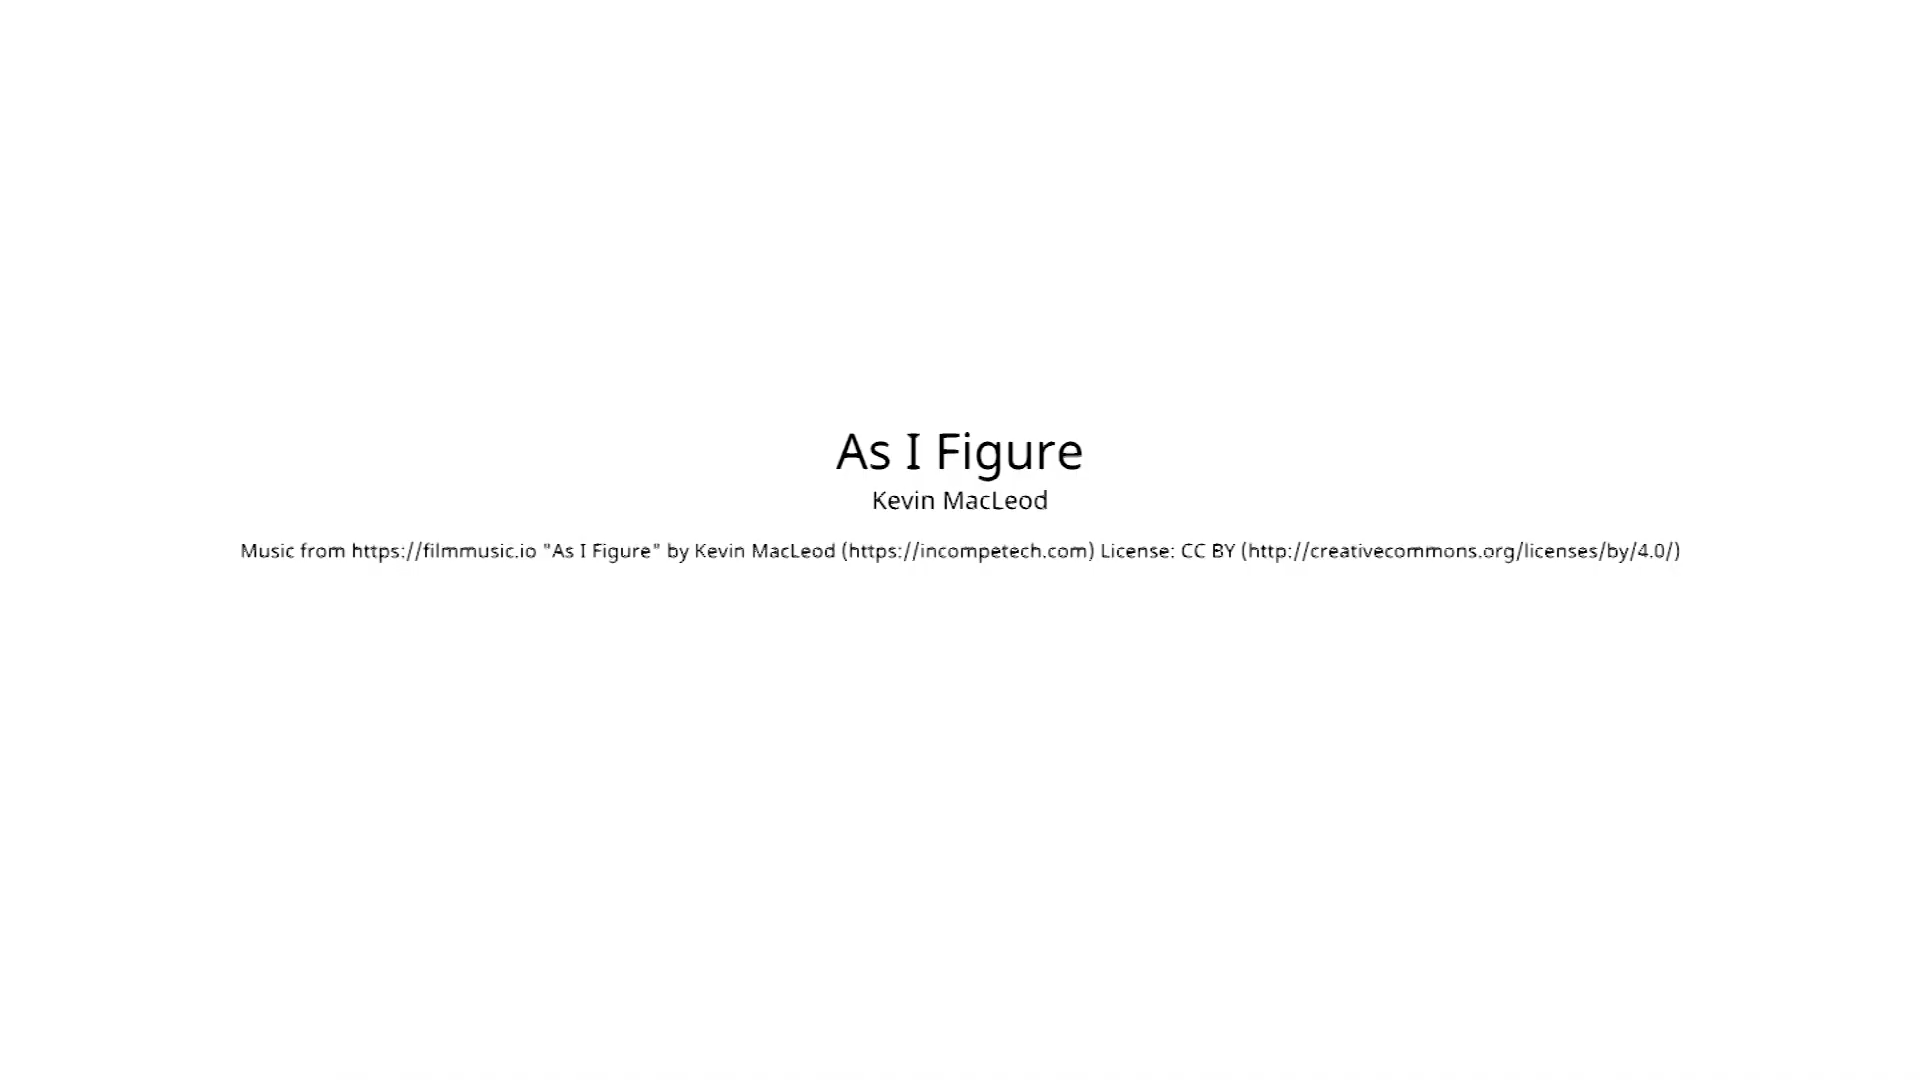 As I Figure
Kevin MacLeod
Music from https://filmmusic.io "As I Figure" by Kevin MacLeod (https://incompetech.com) License: CC BY (http://creativecommons.org/licenses/by/4.0/)